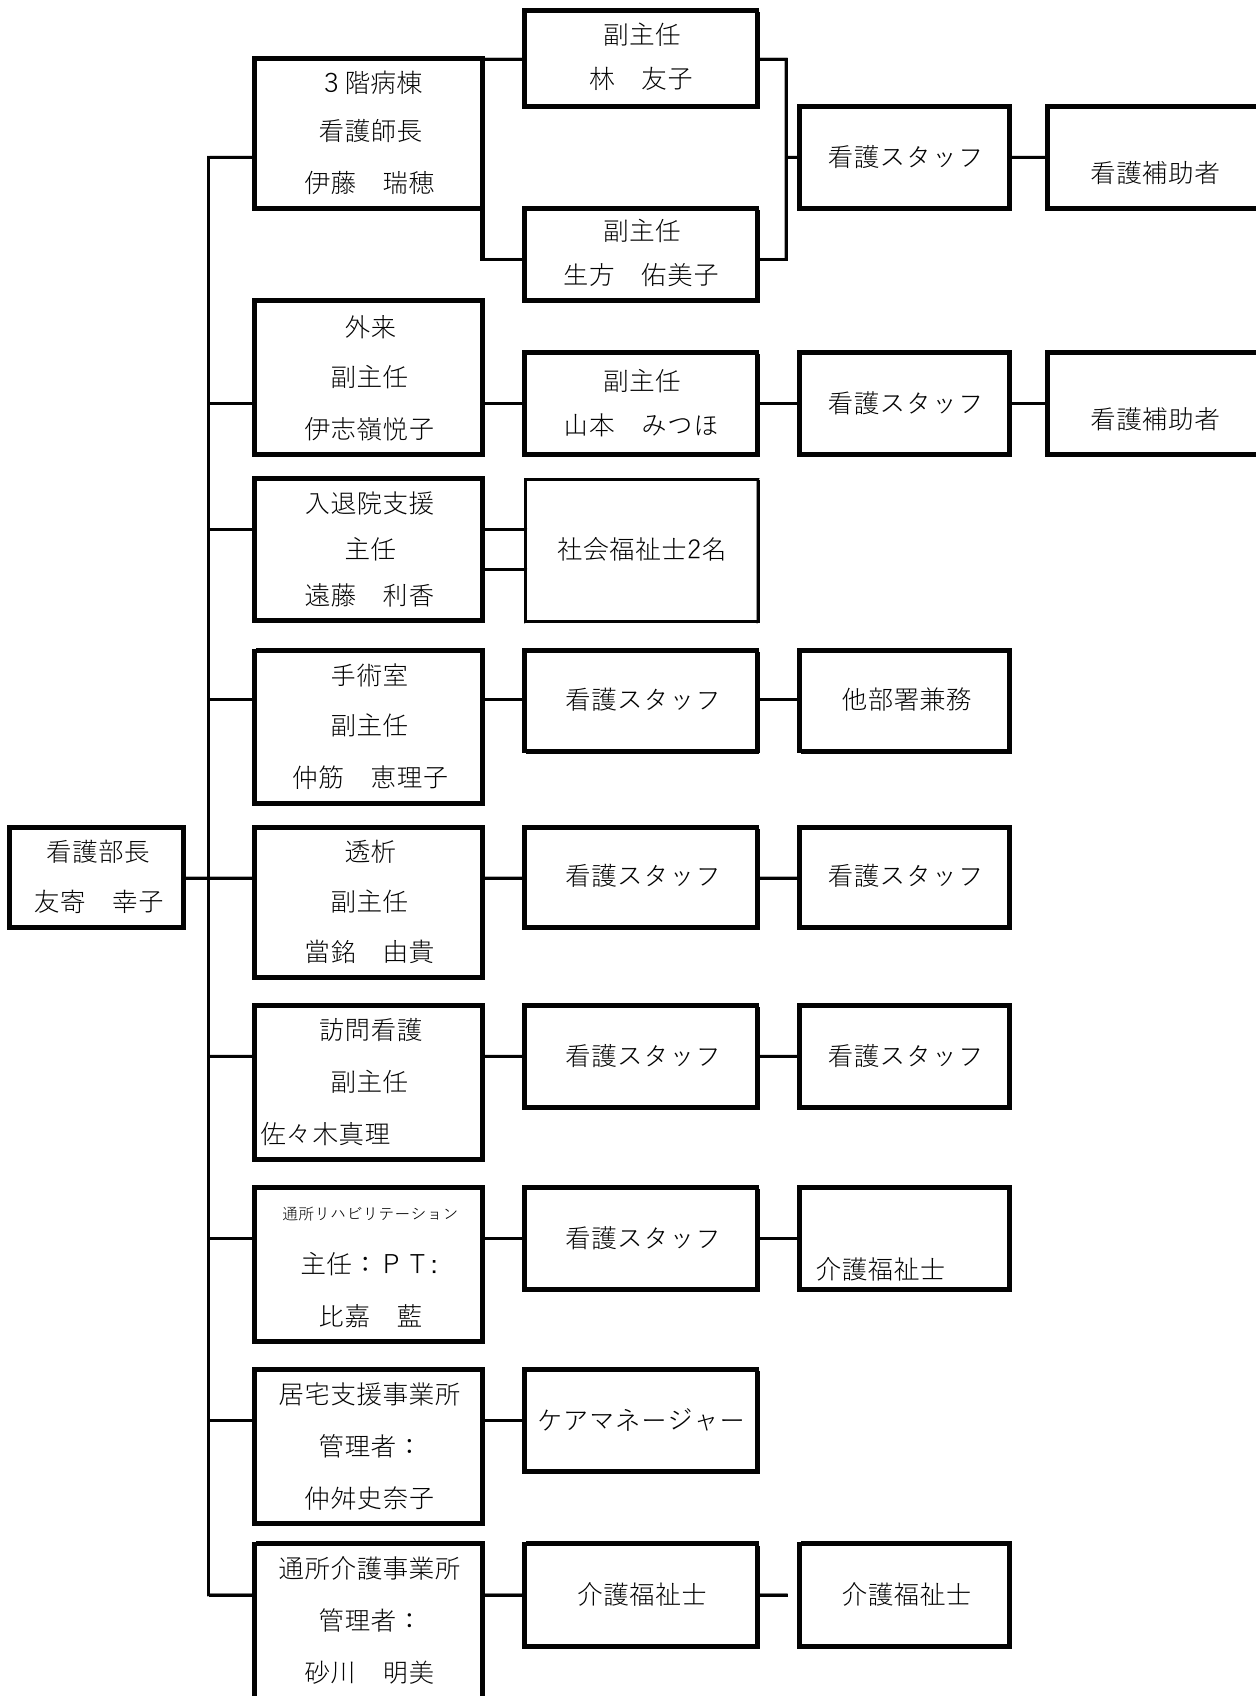 看護部長
友寄　幸子
３階病棟
看護師長
伊藤　瑞穂
副主任
林　友子
副主任
生方　佑美子
看護スタッフ
看護補助者
外来
副主任
伊志嶺悦子
副主任
山本　みつほ
看護スタッフ
看護補助者
入退院支援
主任
遠藤　利香
社会福祉士2名
手術室
副主任
仲筋　恵理子
看護スタッフ
他部署兼務
透析
副主任
當銘　由貴
看護スタッフ
看護スタッフ
訪問看護
副主任
佐々木真理
看護スタッフ
看護スタッフ
通所リハビリテーション
主任：ＰＴ:
比嘉　藍
看護スタッフ
介護福祉士
居宅支援事業所
管理者：
仲舛史奈子
ケアマネージャー
通所介護事業所
管理者：
砂川　明美
介護福祉士
介護福祉士